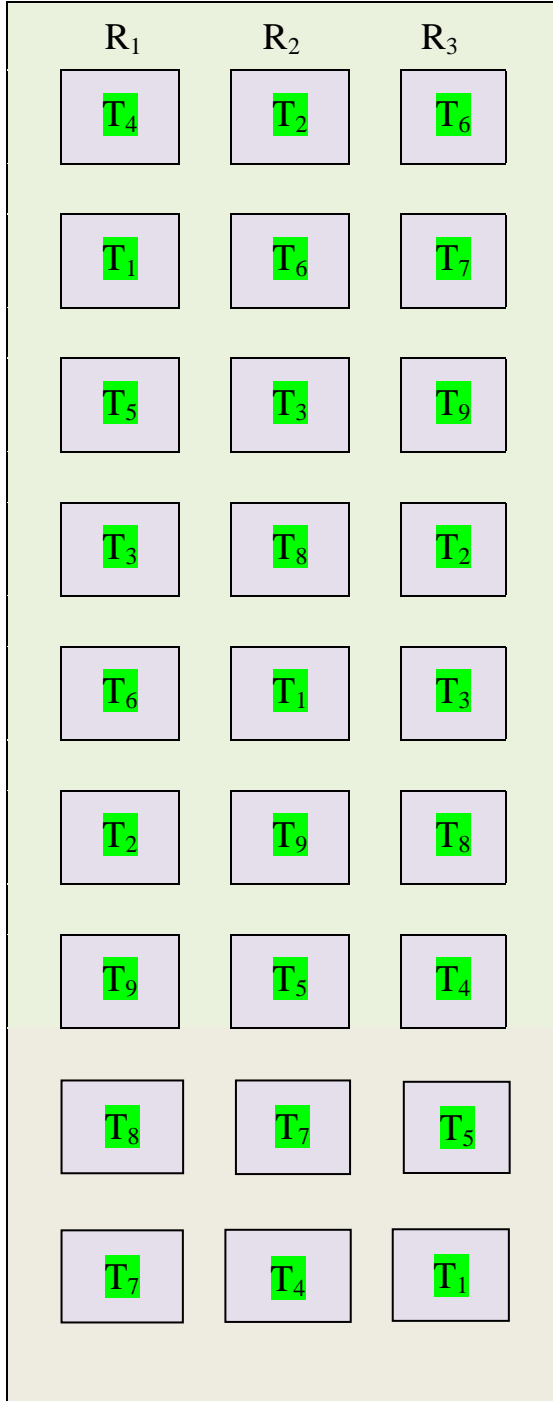 R₁ R₂ R₃
T₄ T₂ T₆
T₁ T₆ T₇
T₅ T₃ T₉
T₃ T₈ T₂
T₆ T₁ T₃
T₂ T₉ T₈
T₉ T₅ T₄
T₈ T₇ T₅
T₇ T₄ T₁